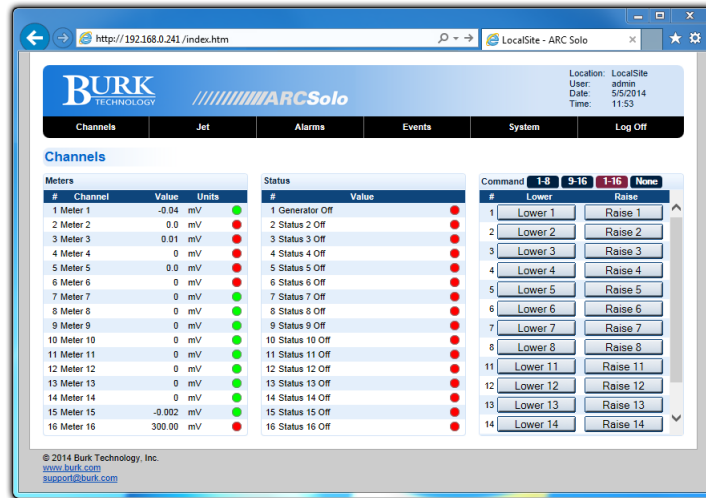 http://192.168.0.241/index.htm
LocalSite - ARC Solo
BURK
TECHNOLOGY
ARCSolo
Location: LocalSite
User: admin
Date: 5/5/2014
Time: 11:53
Channels Jet Alarms Events System Log Off
Channels
Meters
# Channel Value Units
1 Meter 1 -0.04 mV
2 Meter 2 0.0 mV
3 Meter 3 0.01 mV
4 Meter 4 0 mV
5 Meter 5 0.0 mV
6 Meter 6 0 mV
7 Meter 7 0 mV
8 Meter 8 0 mV
9 Meter 9 0 mV
10 Meter 10 0 mV
11 Meter 11 0 mV
12 Meter 12 0 mV
13 Meter 13 0 mV
14 Meter 14 0 mV
15 Meter 15 -0.002 mV
16 Meter 16 300.00 mV
Status
# Value
1 Generator Off
2 Status 2 Off
3 Status 3 Off
4 Status 4 Off
5 Status 5 Off
6 Status 6 Off
7 Status 7 Off
8 Status 8 Off
9 Status 9 Off
10 Status 10 Off
11 Status 11 Off
12 Status 12 Off
13 Status 13 Off
14 Status 14 Off
15 Status 15 Off
16 Status 16 Off
Command 1-8 9-16 1-16 None
# Lower Raise
1 Lower 1 Raise 1
2 Lower 2 Raise 2
3 Lower 3 Raise 3
4 Lower 4 Raise 4
5 Lower 5 Raise 5
6 Lower 6 Raise 6
7 Lower 7 Raise 7
8 Lower 8 Raise 8
11 Lower 11 Raise 11
12 Lower 12 Raise 12
13 Lower 13 Raise 13
14 Lower 14 Raise 14
© 2014 Burk Technology, Inc.
www.burk.com
support@burk.com